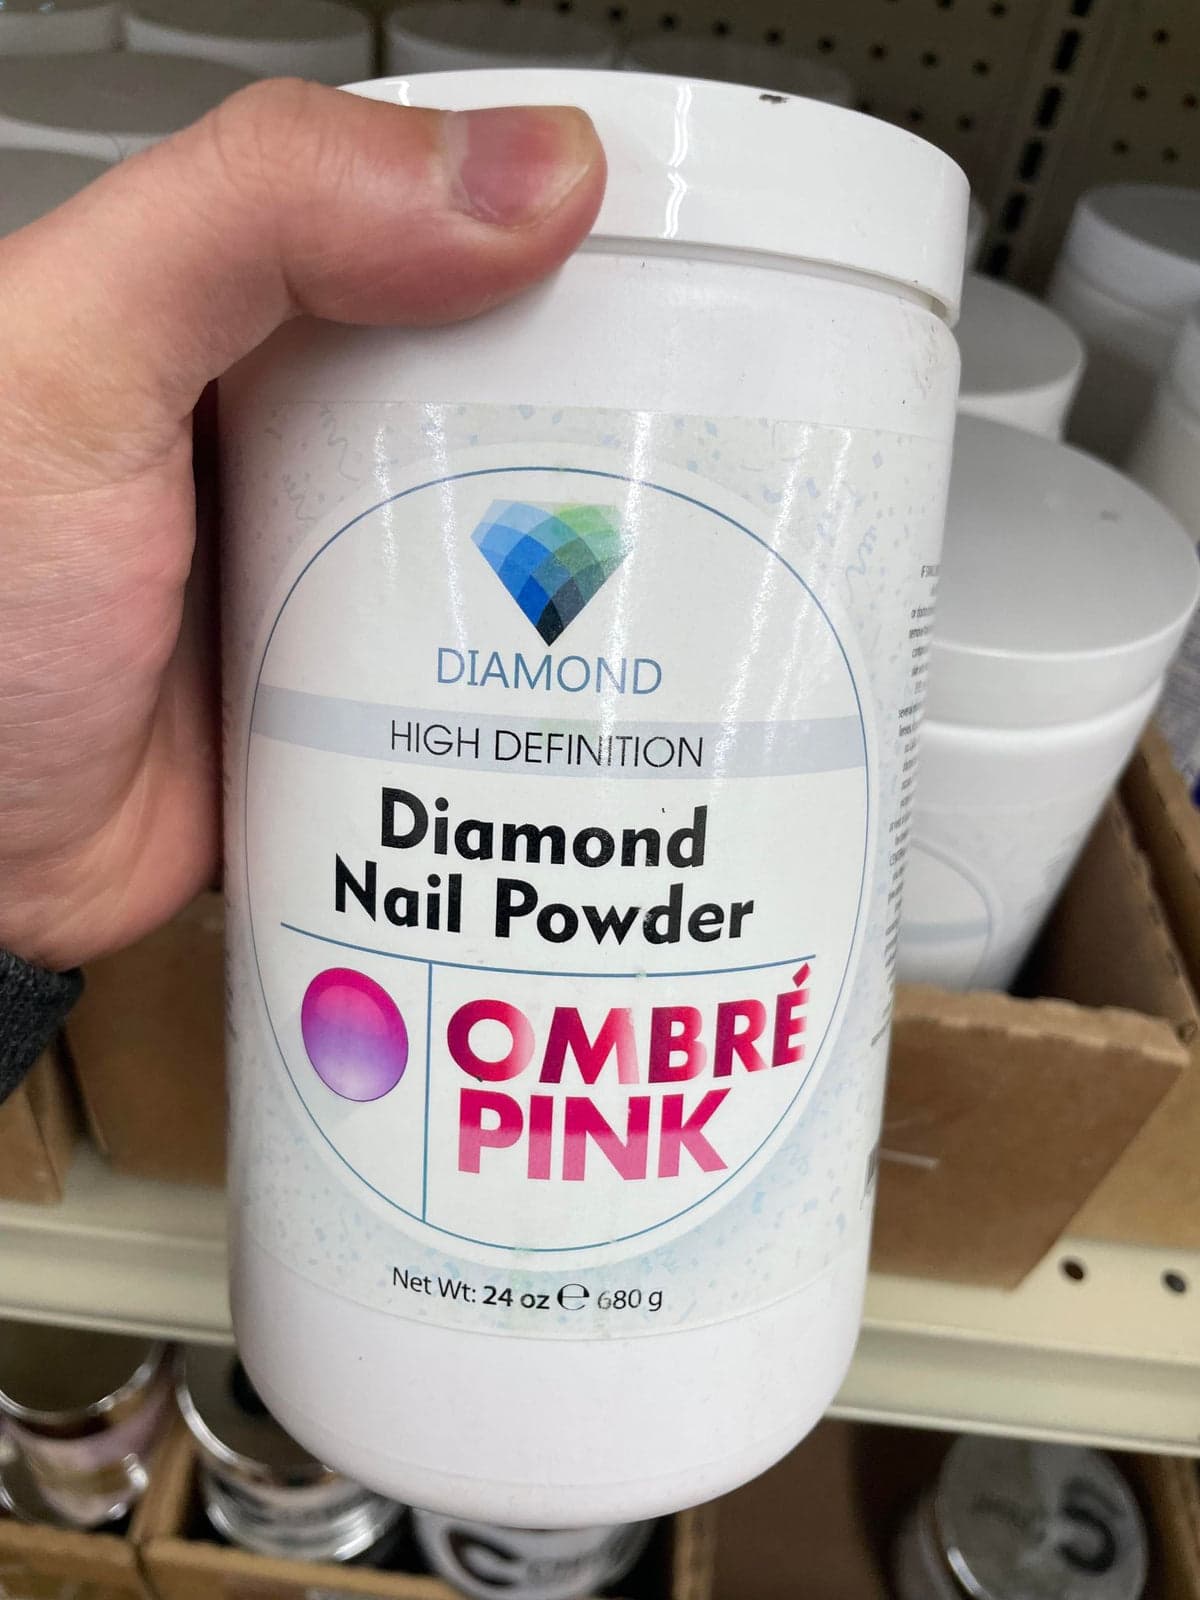 DIAMOND
HIGH DEFINITION
Diamond
Nail Powder
OMBRÉ
PINK
Net Wt: 24 oz ℮ 680 g